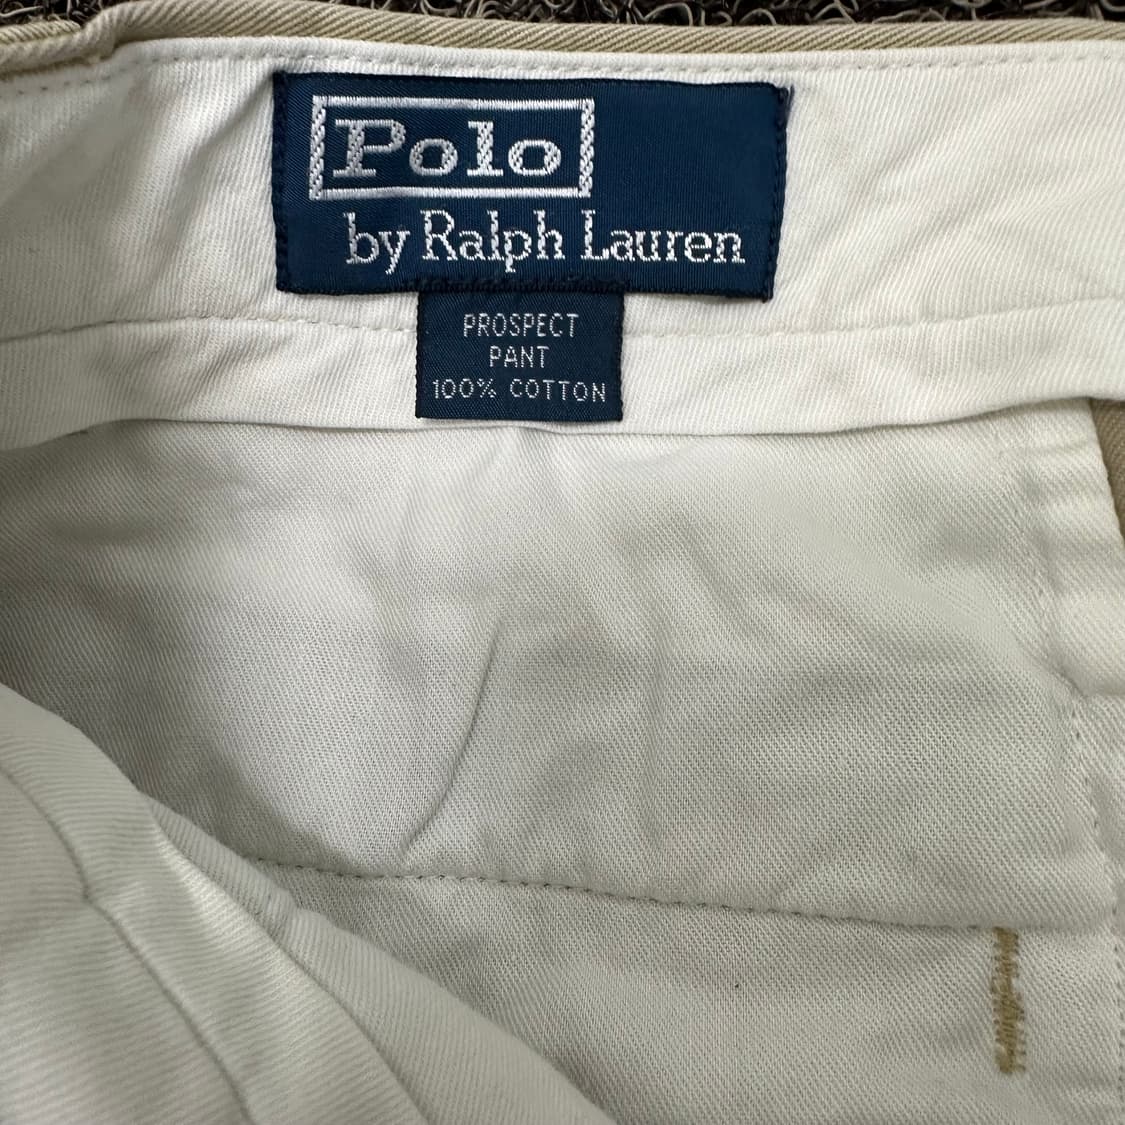 Polo
by Ralph Lauren
PROSPECT
PANT
100% COTTON